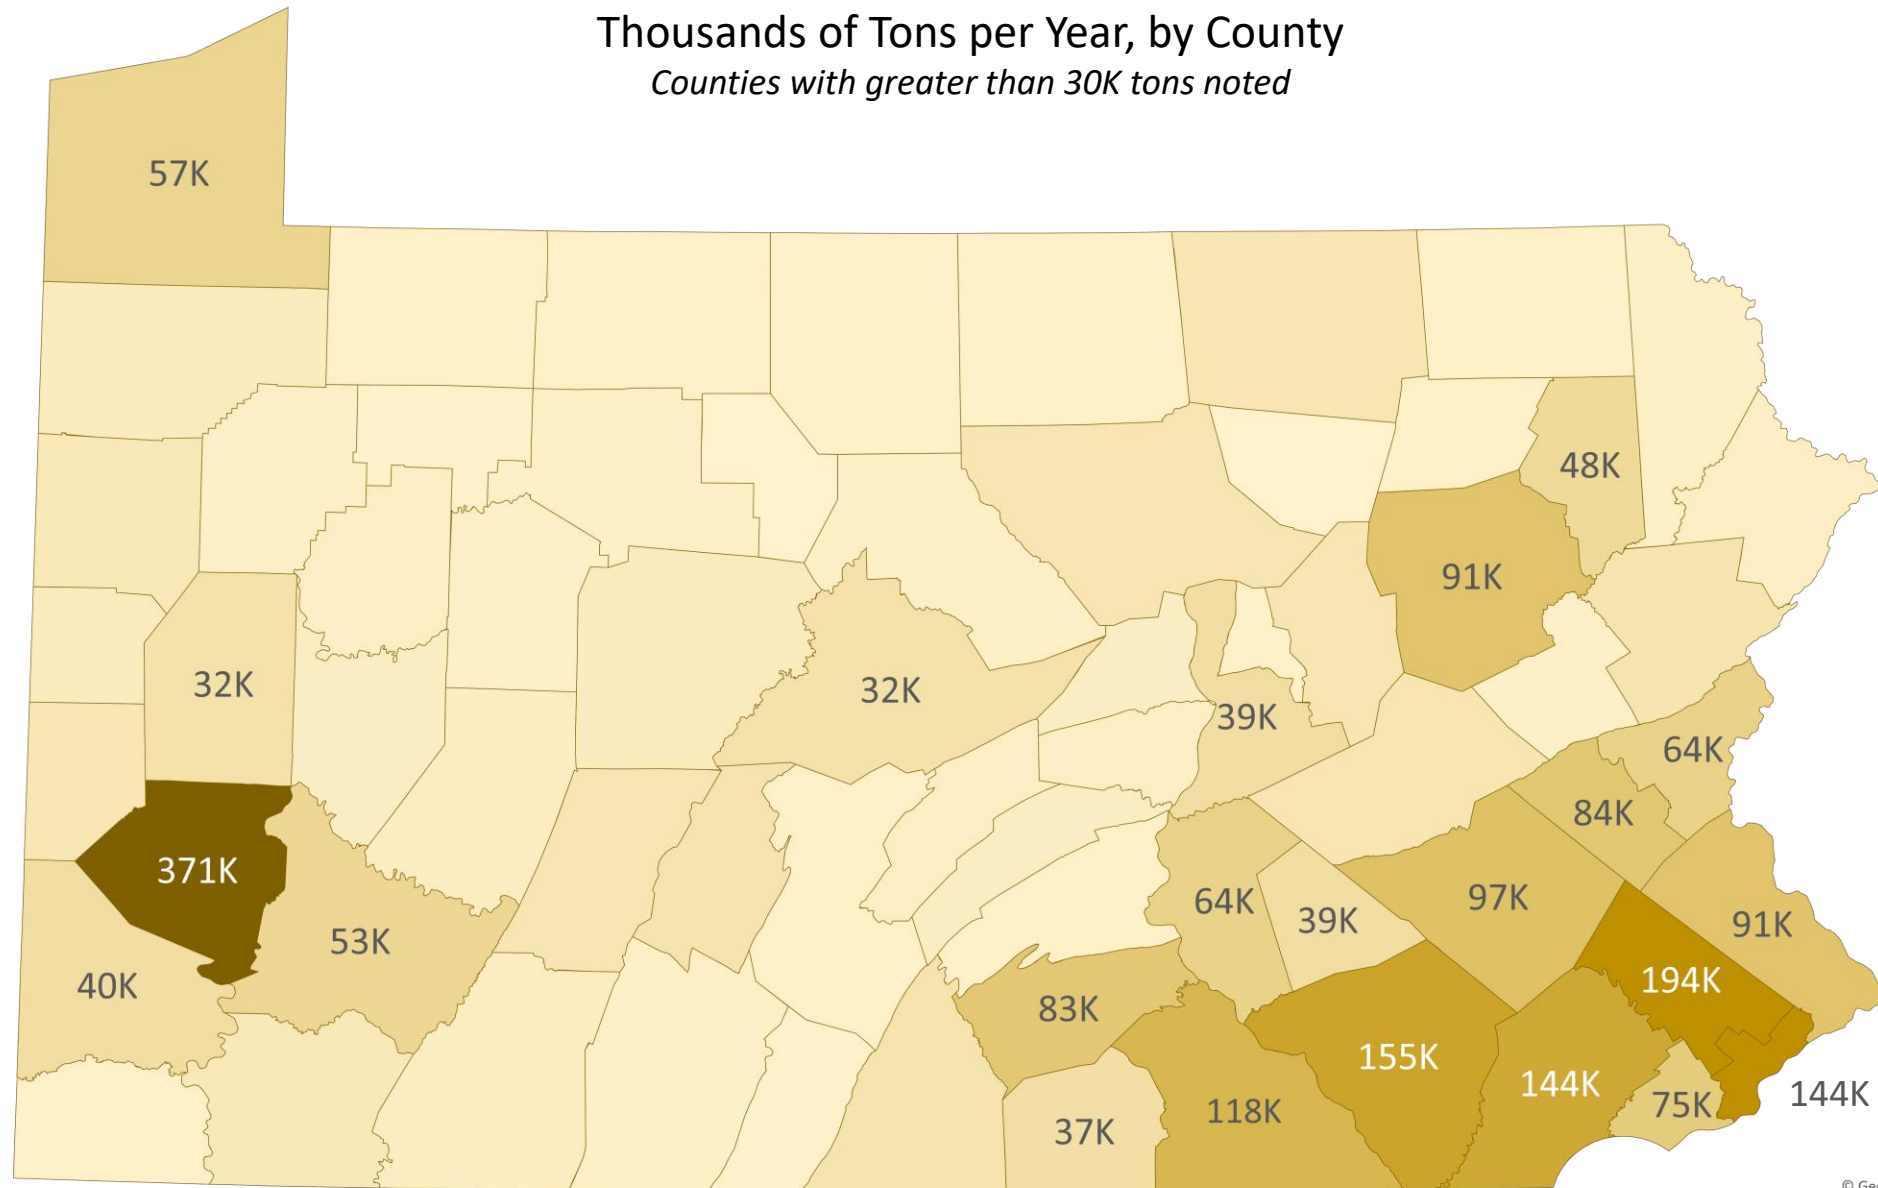 Thousands of Tons per Year, by County
Counties with greater than 30K tons noted
57K
48K
91K
32K
32K
39K
64K
84K
371K
53K
64K
39K
97K
91K
40K
83K
194K
155K
144K
144K
75K
118K
37K
© Geo